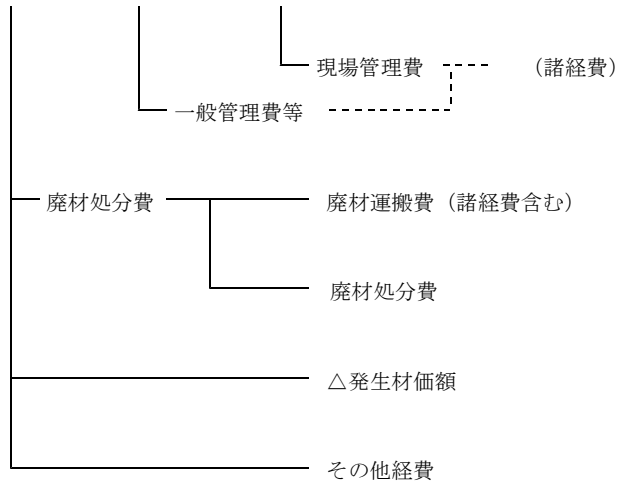 現場管理費 （諸経費）
一般管理費等
廃材処分費 廃材運搬費（諸経費含む）
廃材処分費
△発生材価額
その他経費